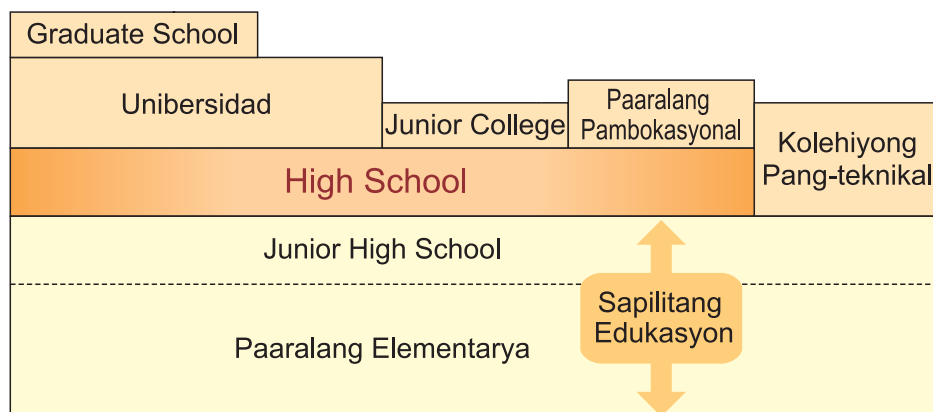 Graduate School
Unibersidad
Junior College
Paaralang
Pambokasyonal
Kolehiyong
Pang-teknikal
High School
Junior High School
Sapilitang
Edukasyon
Paaralang Elementarya